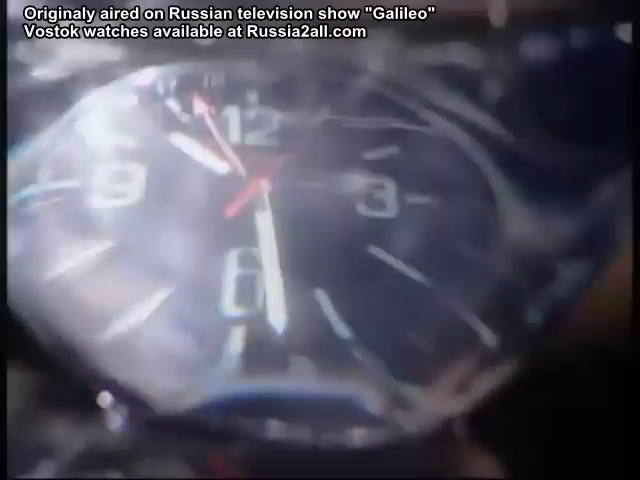 Originaly aired on Russian television show "Galileo"
Vostok watches available at Russia2all.com
12
9
3
6